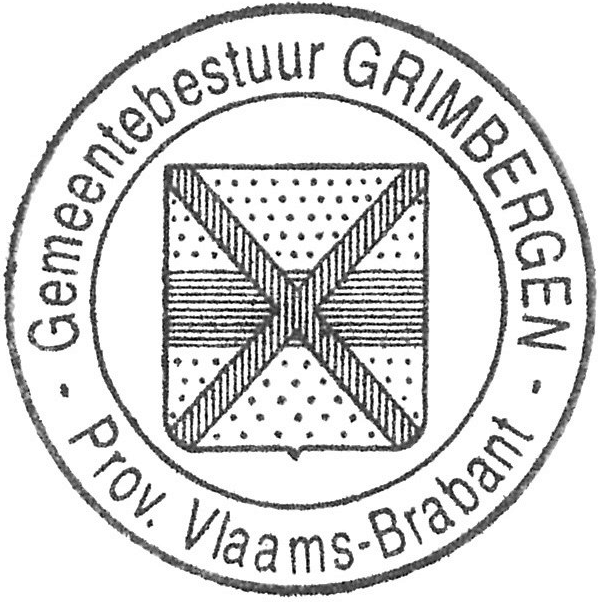 Gemeentebestuur GRIMBERGEN
- Prov. Vlaams-Brabant -